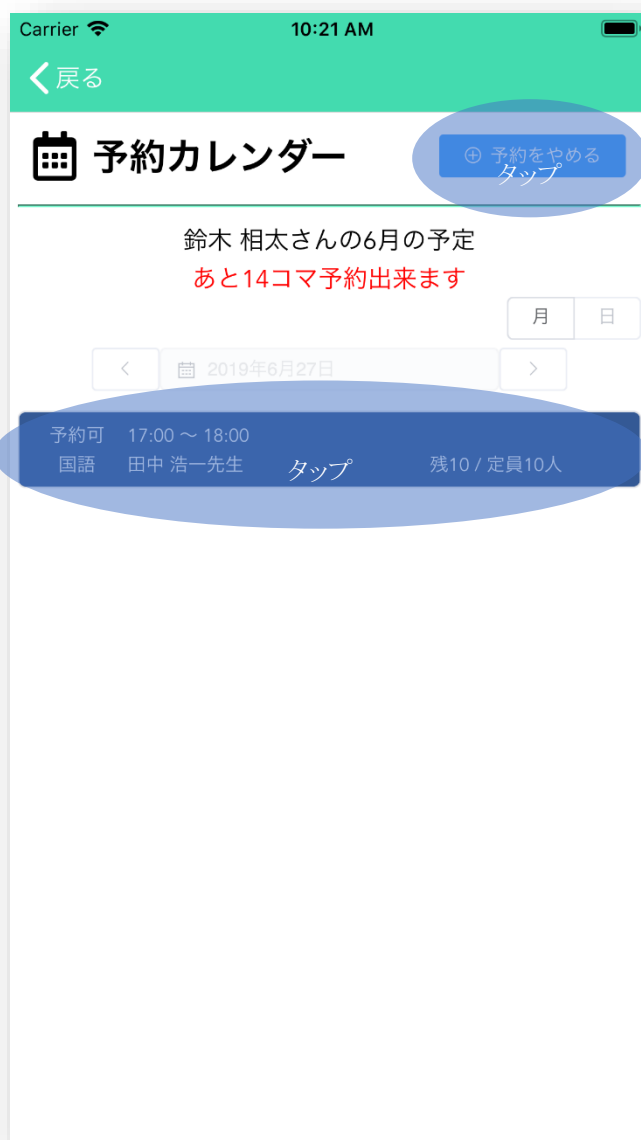 Carrier 10:21 AM
戻る
予約カレンダー
予約をやめる
タップ
鈴木 相太さんの6月の予定
あと14コマ予約出来ます
月 日
2019年6月27日
予約可 17:00 〜 18:00
国語 田中 浩一先生 残10 / 定員10人
タップ